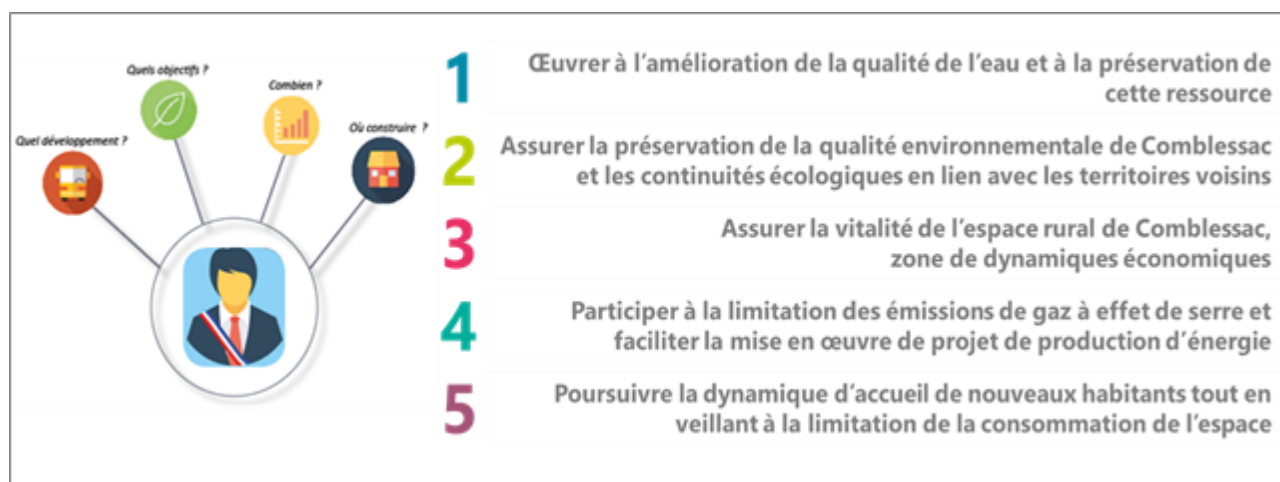 Quels objectifs ?
Combien ?
Quel développement ?
Où construire ?
1
Œuvrer à l'amélioration de la qualité de l'eau et à la préservation de
cette ressource
2
Assurer la préservation de la qualité environnementale de Comblessac
et les continuités écologiques en lien avec les territoires voisins
3
Assurer la vitalité de l'espace rural de Comblessac,
zone de dynamiques économiques
4
Participer à la limitation des émissions de gaz à effet de serre et
faciliter la mise en œuvre de projet de production d'énergie
5
Poursuivre la dynamique d'accueil de nouveaux habitants tout en
veillant à la limitation de la consommation de l'espace